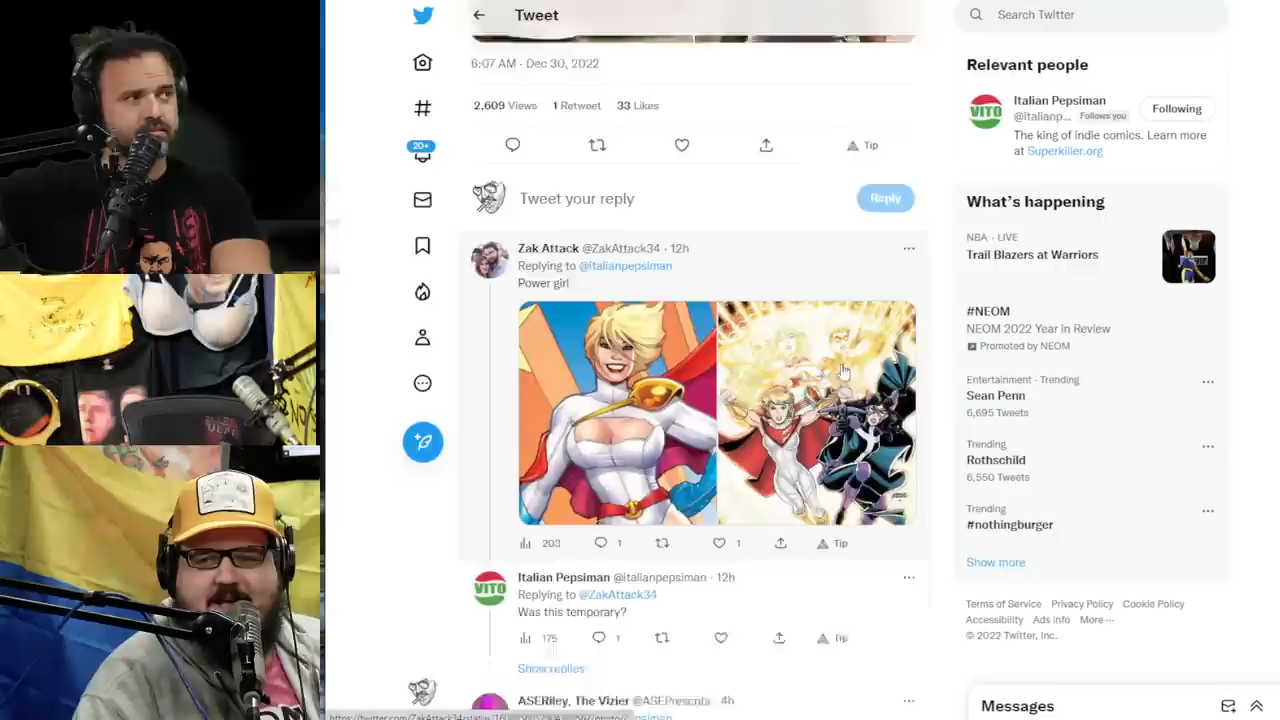 Tweet
Search Twitter
6:07 AM · Dec 30, 2022
2,609 Views 1 Retweet 33 Likes
Tip
20+
Tweet your reply
Reply
Zak Attack @ZakAttack34 · 12h
Replying to @italianpepsiman
Power girl
203 1 1 Tip
VITO
Italian Pepsiman @italianpepsiman · 12h
Replying to @ZakAttack34
Was this temporary?
175 1 Tip
Show replies
ASERiley, The Vizier 4h
Relevant people
VITO
Italian Pepsiman
@italianp... Follows you
Following
The king of indie comics. Learn more
at Superkiller.org
What's happening
NBA · LIVE
Trail Blazers at Warriors
#NEOM
NEOM 2022 Year in Review
Promoted by NEOM
Entertainment · Trending
Sean Penn
6,695 Tweets
Trending
Rothschild
6,550 Tweets
Trending
#nothingburger
Show more
Terms of Service Privacy Policy Cookie Policy
Accessibility Ads info More ···
© 2022 Twitter, Inc.
Messages